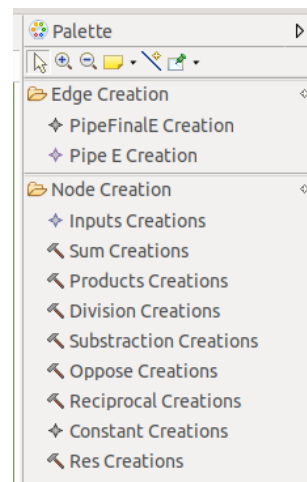 Palette
Edge Creation
PipeFinalE Creation
Pipe E Creation
Node Creation
Inputs Creations
Sum Creations
Products Creations
Division Creations
Substraction Creations
Oppose Creations
Reciprocal Creations
Constant Creations
Res Creations